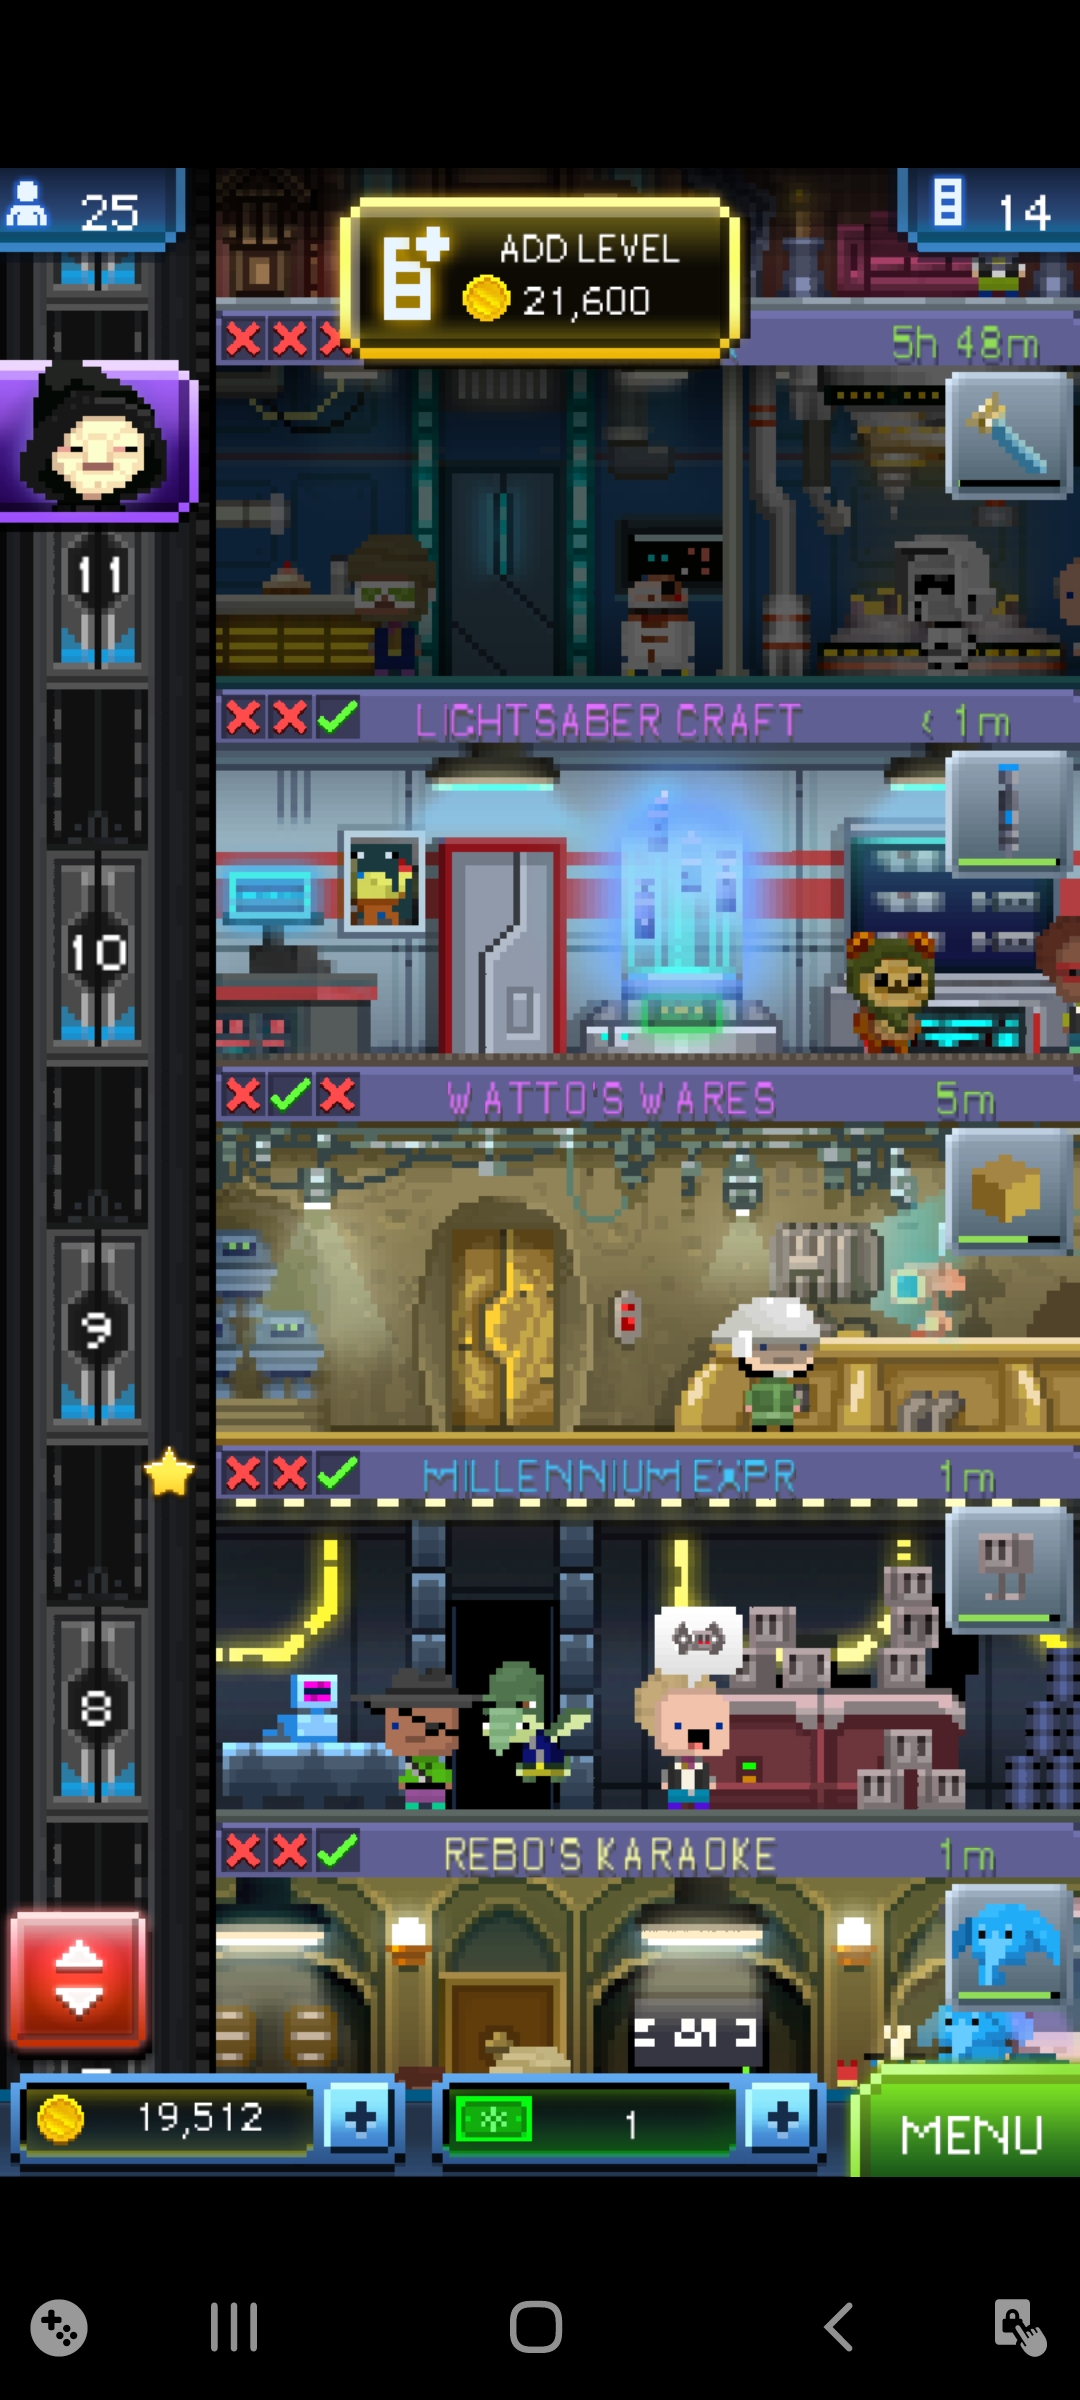 25
14
ADD LEVEL
21,600
5h 48m
11
LIGHTSABER CRAFT
< 1m
10
WATTO'S WARES
5m
9
MILLENNIUM EXPR
1m
8
REBO'S KARAOKE
1m
19,512
1
MENU